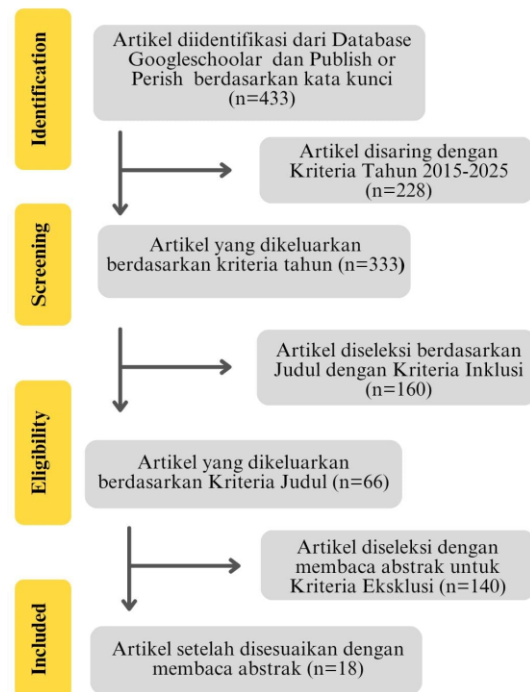 Identification
Artikel diidentifikasi dari Database
Googleschoolar dan Publish or
Perish berdasarkan kata kunci
(n=433)
Artikel disaring dengan
Kriteria Tahun 2015-2025
(n=228)
Screening
Artikel yang dikeluarkan
berdasarkan kriteria tahun (n=333)
Artikel diseleksi berdasarkan
Judul dengan Kriteria Inklusi
(n=160)
Eligibility
Artikel yang dikeluarkan
berdasarkan Kriteria Judul (n=66)
Artikel diseleksi dengan
membaca abstrak untuk
Kriteria Eksklusi (n=140)
Included
Artikel setelah disesuaikan dengan
membaca abstrak (n=18)